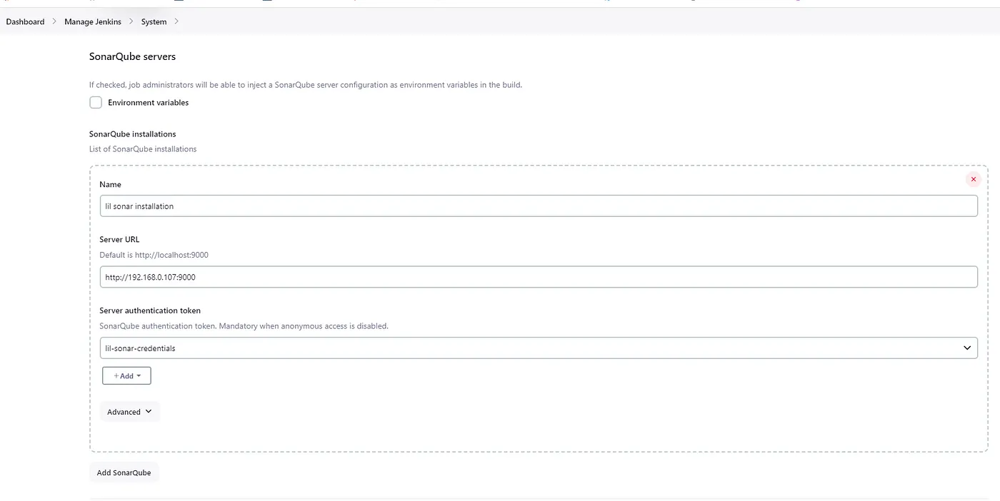 Dashboard > Manage Jenkins > System >
SonarQube servers
If checked, job administrators will be able to inject a SonarQube server configuration as environment variables in the build.
Environment variables
SonarQube installations
List of SonarQube installations
Name
lil sonar installation
Server URL
Default is http://localhost:9000
http://192.168.0.107:9000
Server authentication token
SonarQube authentication token. Mandatory when anonymous access is disabled.
lil-sonar-credentials
+ Add
Advanced
Add SonarQube